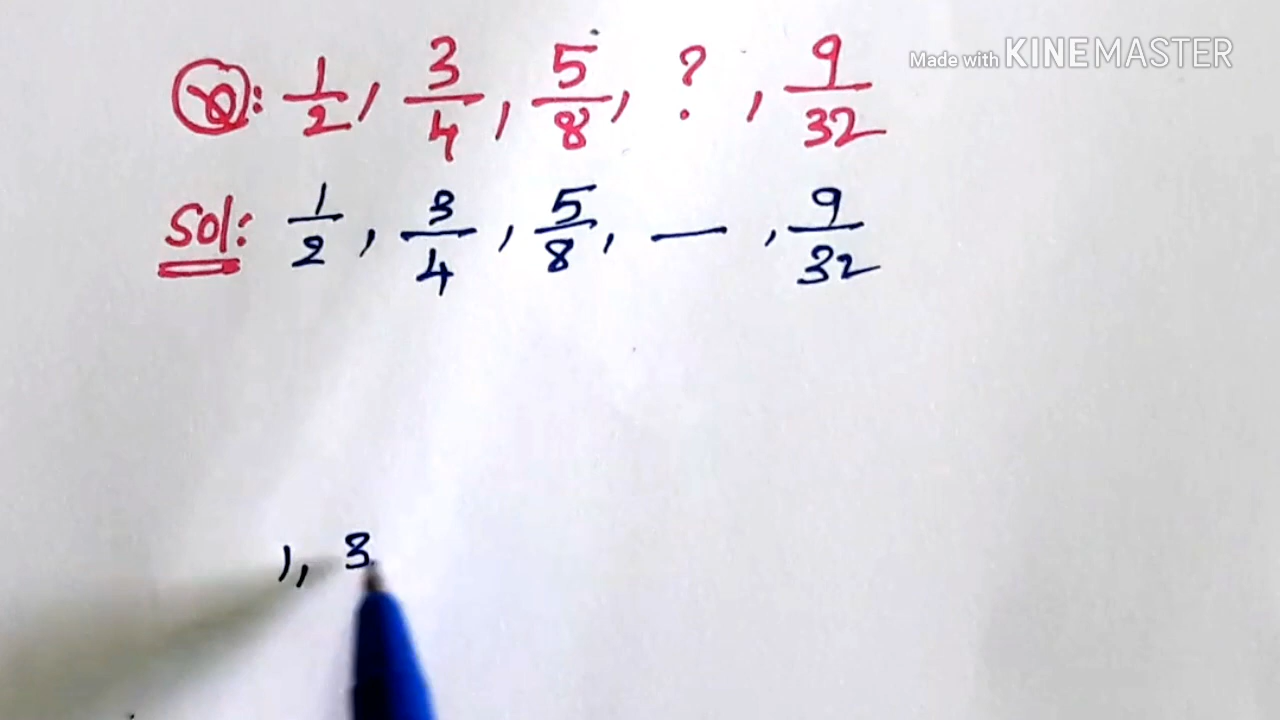 Made with KINEMASTER
Q: 1/2, 3/4, 5/8, ?, 9/32
Sol: 1/2, 3/4, 5/8, —, 9/32
1, 3